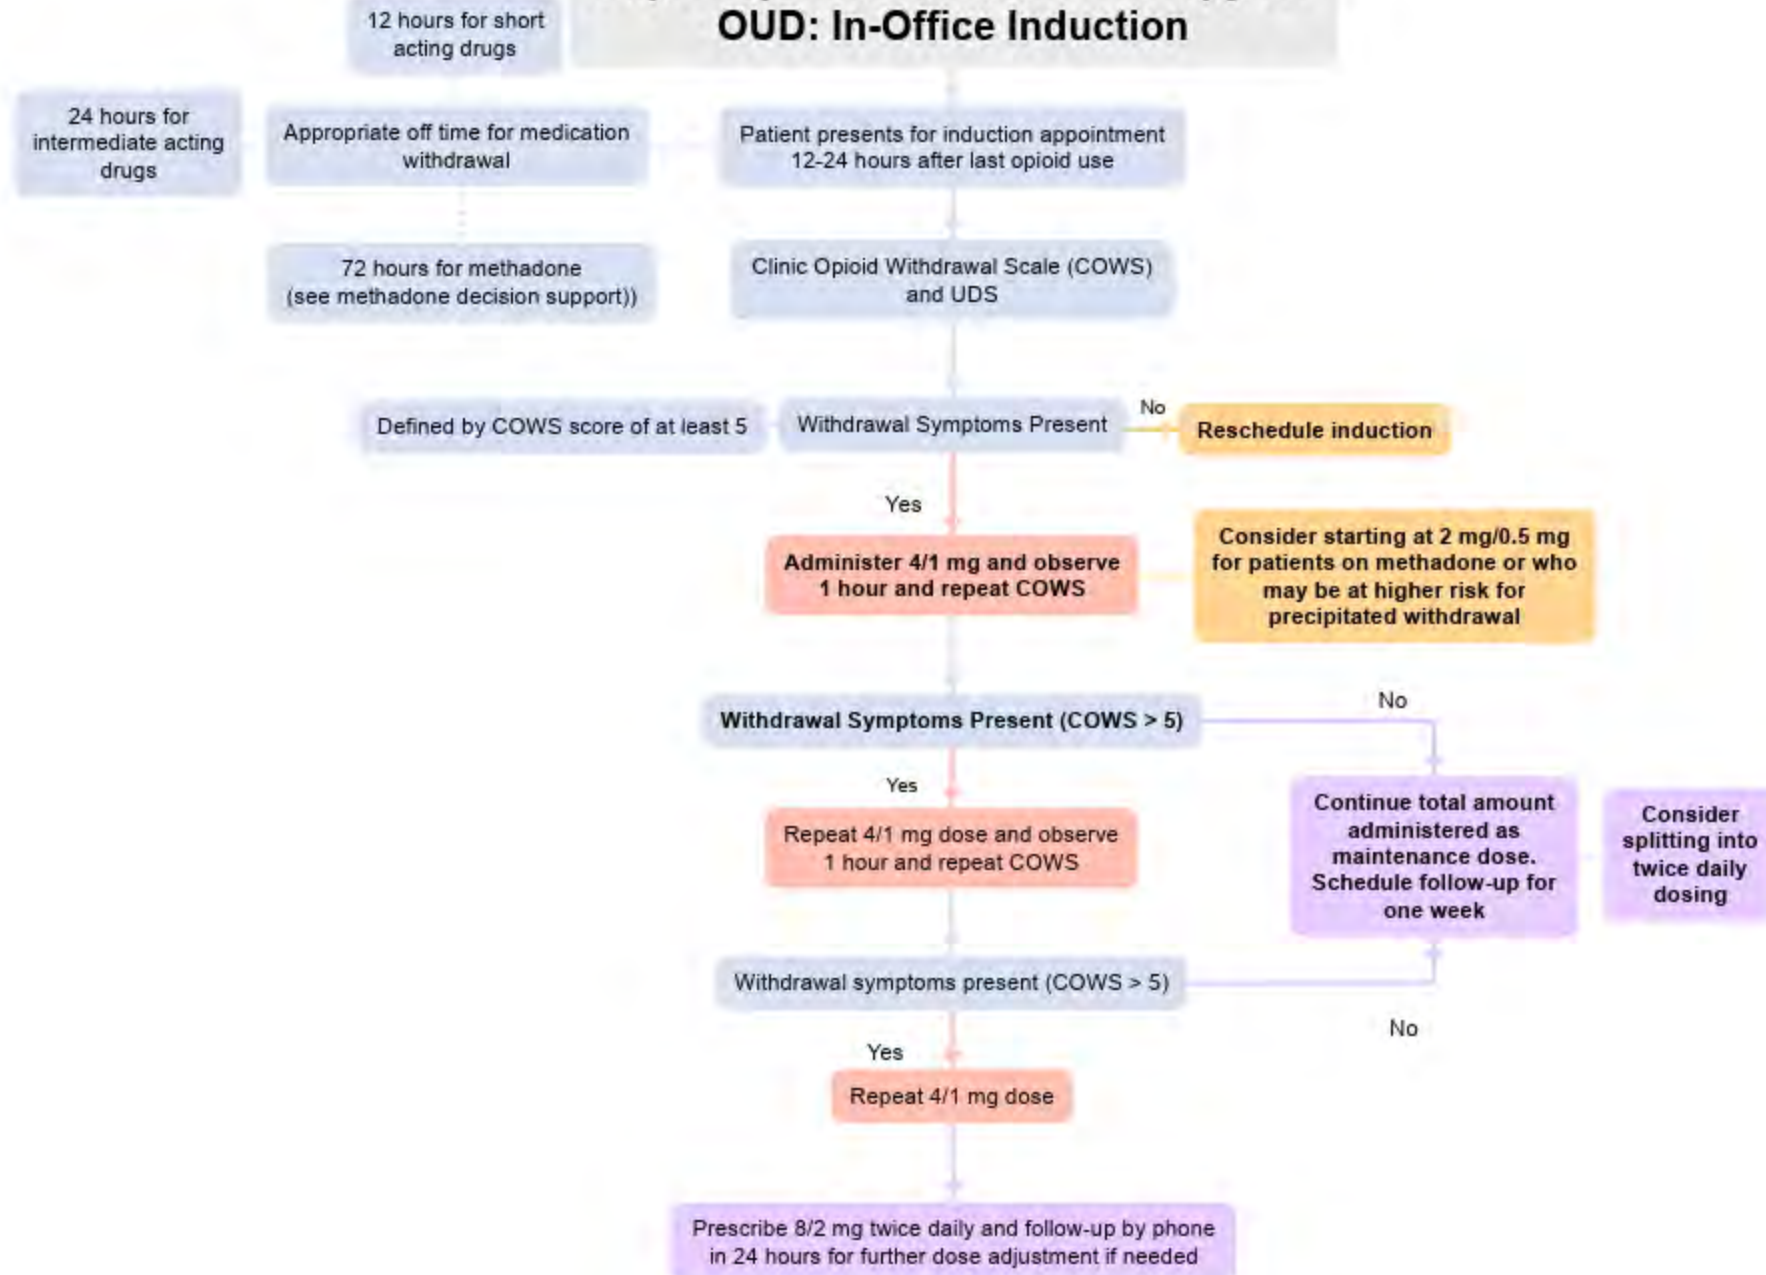 OUD: In-Office Induction
12 hours for short
acting drugs
24 hours for
intermediate acting
drugs
Appropriate off time for medication
withdrawal
Patient presents for induction appointment
12-24 hours after last opioid use
72 hours for methadone
(see methadone decision support))
Clinic Opioid Withdrawal Scale (COWS)
and UDS
Defined by COWS score of at least 5
Withdrawal Symptoms Present
No
Reschedule induction
Yes
Administer 4/1 mg and observe
1 hour and repeat COWS
Consider starting at 2 mg/0.5 mg
for patients on methadone or who
may be at higher risk for
precipitated withdrawal
Withdrawal Symptoms Present (COWS > 5)
No
Yes
Repeat 4/1 mg dose and observe
1 hour and repeat COWS
Continue total amount
administered as
maintenance dose.
Schedule follow-up for
one week
Consider
splitting into
twice daily
dosing
Withdrawal symptoms present (COWS > 5)
No
Yes
Repeat 4/1 mg dose
Prescribe 8/2 mg twice daily and follow-up by phone
in 24 hours for further dose adjustment if needed